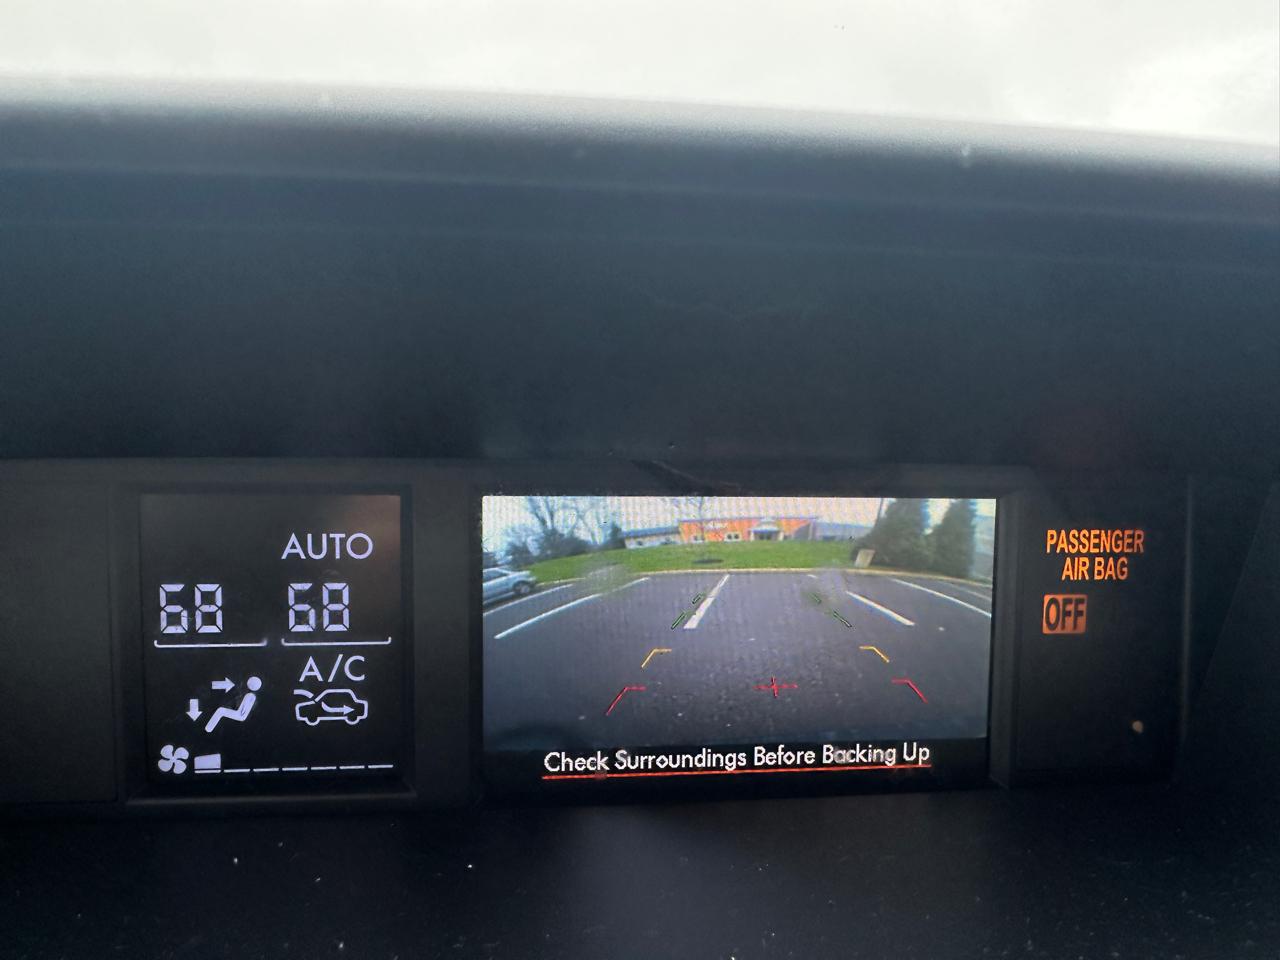 AUTO
68 68
A/C
Check Surroundings Before Backing Up
PASSENGER
AIR BAG
OFF